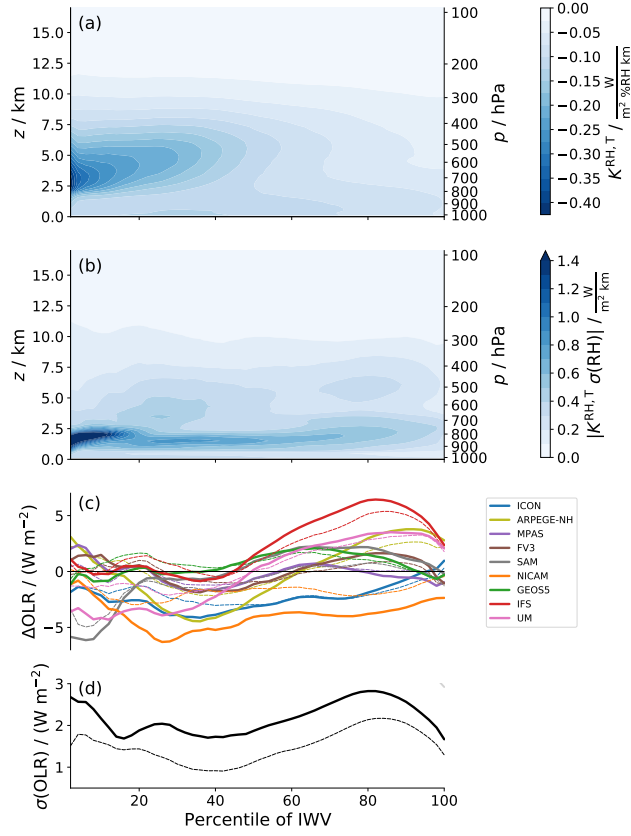 (a)
15.0
12.5
10.0
7.5
5.0
2.5
0.0
z / km
100
200
300
400
500
600
700
800
900
1000
p / hPa
0.00
−0.05
−0.10
−0.15
−0.20
−0.25
−0.30
−0.35
−0.40
K^{RH, T} / W / m² %RH km
(b)
15.0
12.5
10.0
7.5
5.0
2.5
0.0
z / km
100
200
300
400
500
600
700
800
900
1000
p / hPa
1.4
1.2
1.0
0.8
0.6
0.4
0.2
0.0
|K^{RH, T} σ(RH)| / W / m² km
(c)
5
0
−5
ΔOLR / (W m⁻²)
ICON
ARPEGE-NH
MPAS
FV3
SAM
NICAM
GEOS5
IFS
UM
(d)
3
2
1
σ(OLR) / (W m⁻²)
20
40
60
80
100
Percentile of IWV